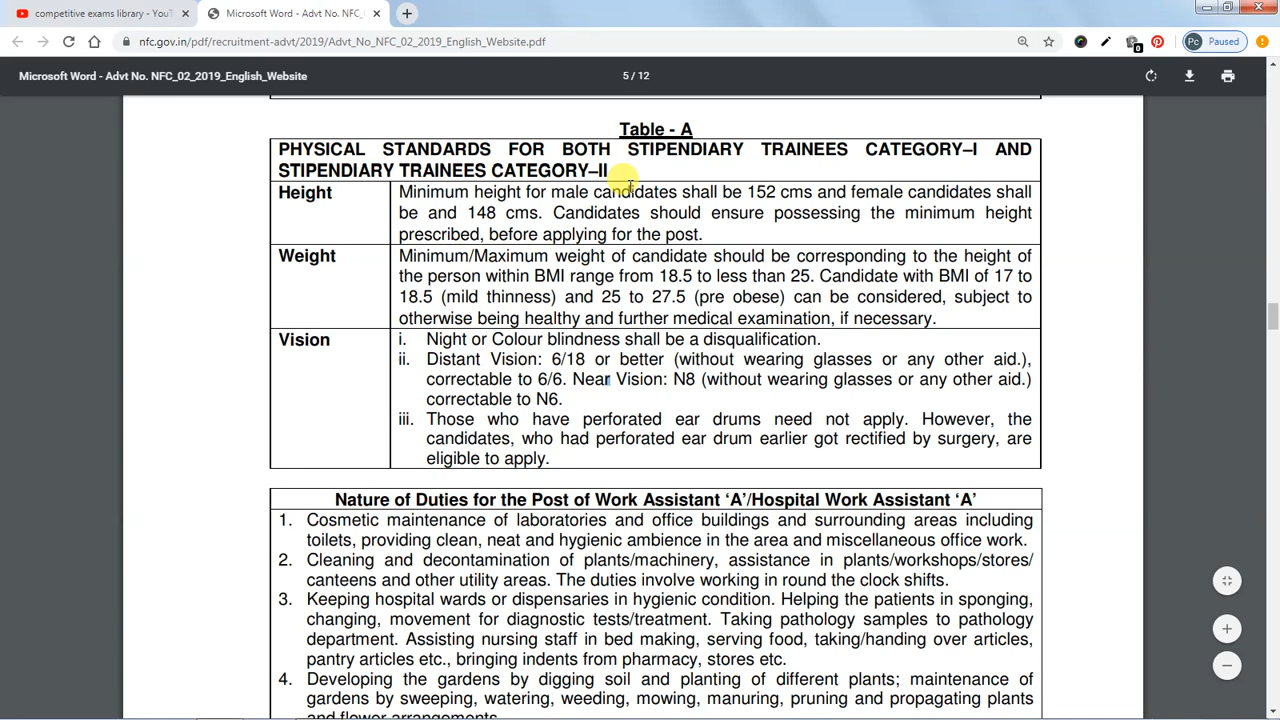 competitive exams library - YouT
Microsoft Word - Advt No. NFC_
Pc Paused
nfc.gov.in/pdf/recruitment-advt/2019/Advt_No_NFC_02_2019_English_Website.pdf
0
Microsoft Word - Advt No. NFC_02_2019_English_Website
5 / 12
Table - A
PHYSICAL STANDARDS FOR BOTH STIPENDIARY TRAINEES CATEGORY–I AND
STIPENDIARY TRAINEES CATEGORY–II
Height
Minimum height for male candidates shall be 152 cms and female candidates shall
be and 148 cms. Candidates should ensure possessing the minimum height
prescribed, before applying for the post.
Weight
Minimum/Maximum weight of candidate should be corresponding to the height of
the person within BMI range from 18.5 to less than 25. Candidate with BMI of 17 to
18.5 (mild thinness) and 25 to 27.5 (pre obese) can be considered, subject to
otherwise being healthy and further medical examination, if necessary.
Vision
i. Night or Colour blindness shall be a disqualification.
ii. Distant Vision: 6/18 or better (without wearing glasses or any other aid.),
correctable to 6/6. Near Vision: N8 (without wearing glasses or any other aid.)
correctable to N6.
iii. Those who have perforated ear drums need not apply. However, the
candidates, who had perforated ear drum earlier got rectified by surgery, are
eligible to apply.
Nature of Duties for the Post of Work Assistant ‘A’/Hospital Work Assistant ‘A’
1. Cosmetic maintenance of laboratories and office buildings and surrounding areas including
toilets, providing clean, neat and hygienic ambience in the area and miscellaneous office work.
2. Cleaning and decontamination of plants/machinery, assistance in plants/workshops/stores/
canteens and other utility areas. The duties involve working in round the clock shifts.
3. Keeping hospital wards or dispensaries in hygienic condition. Helping the patients in sponging,
changing, movement for diagnostic tests/treatment. Taking pathology samples to pathology
department. Assisting nursing staff in bed making, serving food, taking/handing over articles,
pantry articles etc., bringing indents from pharmacy, stores etc.
4. Developing the gardens by digging soil and planting of different plants; maintenance of
gardens by sweeping, watering, weeding, mowing, manuring, pruning and propagating plants
and flower arrangements.